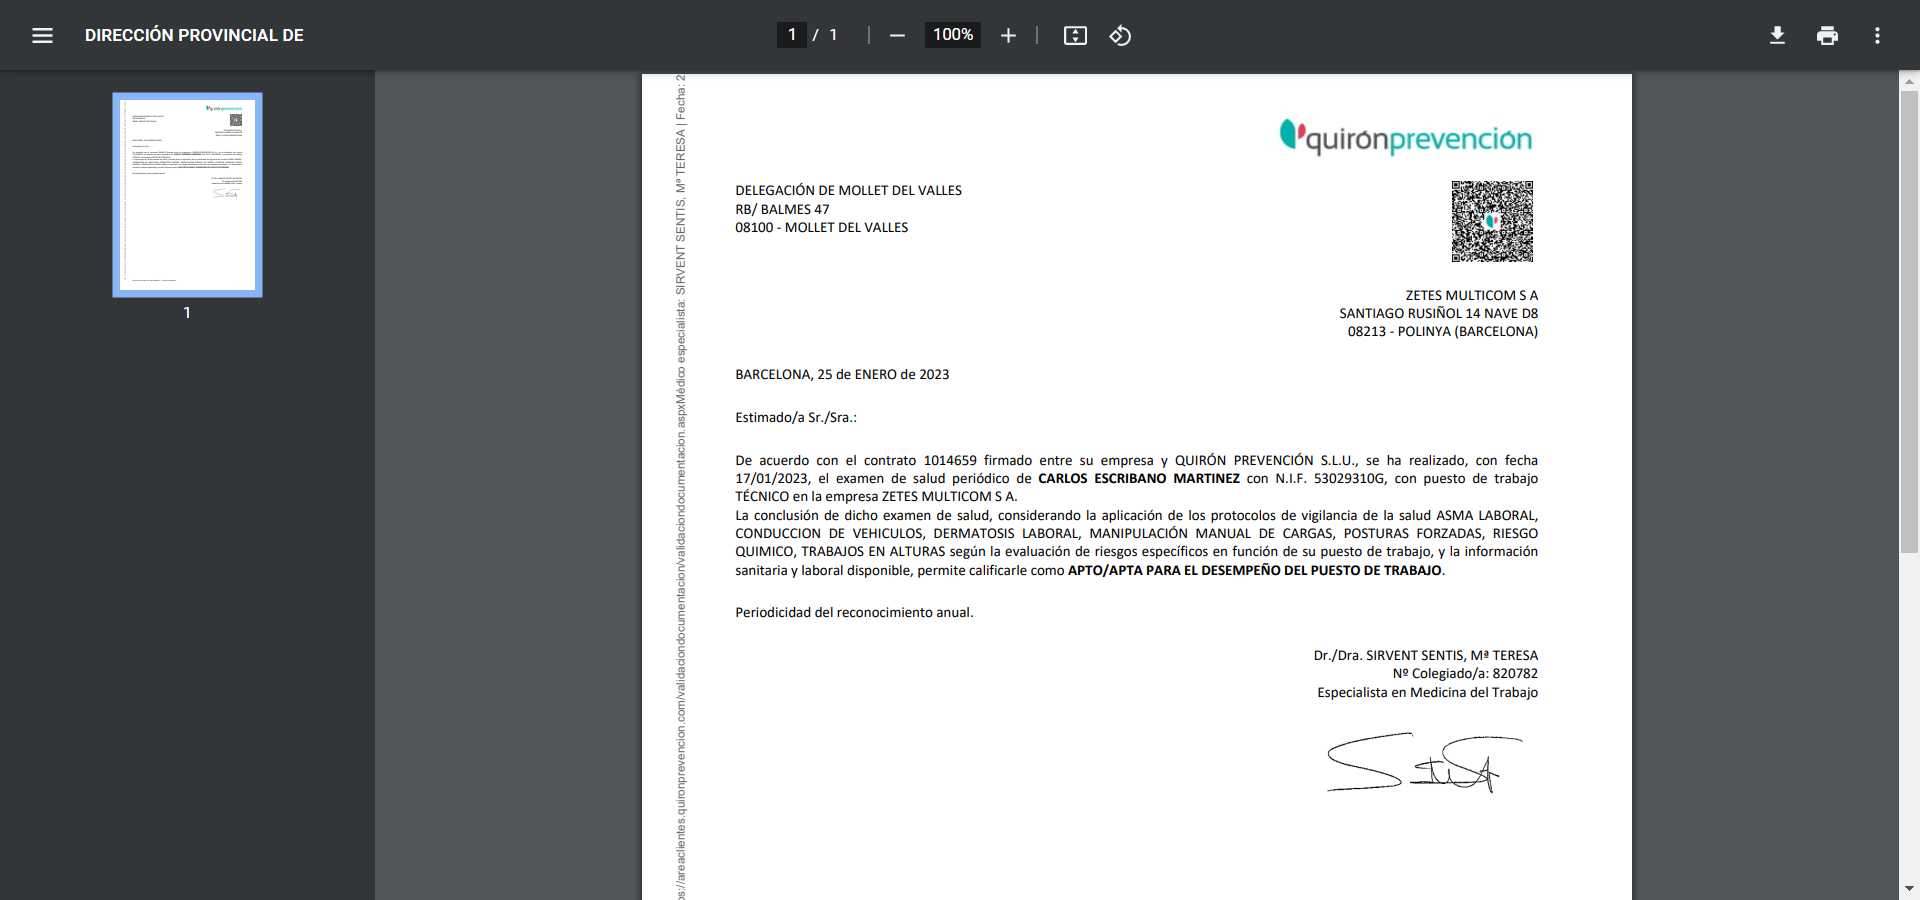 DIRECCIÓN PROVINCIAL DE
1 / 1
100%
1
quirónprevención
DELEGACIÓN DE MOLLET DEL VALLES
RB/ BALMES 47
08100 - MOLLET DEL VALLES
ZETES MULTICOM S A
SANTIAGO RUSIÑOL 14 NAVE D8
08213 - POLINYA (BARCELONA)
BARCELONA, 25 de ENERO de 2023
Estimado/a Sr./Sra.:
De acuerdo con el contrato 1014659 firmado entre su empresa y QUIRÓN PREVENCIÓN S.L.U., se ha realizado, con fecha
17/01/2023, el examen de salud periódico de CARLOS ESCRIBANO MARTINEZ con N.I.F. 53029310G, con puesto de trabajo
TÉCNICO en la empresa ZETES MULTICOM S A.
La conclusión de dicho examen de salud, considerando la aplicación de los protocolos de vigilancia de la salud ASMA LABORAL,
CONDUCCION DE VEHICULOS, DERMATOSIS LABORAL, MANIPULACIÓN MANUAL DE CARGAS, POSTURAS FORZADAS, RIESGO
QUIMICO, TRABAJOS EN ALTURAS según la evaluación de riesgos específicos en función de su puesto de trabajo, y la información
sanitaria y laboral disponible, permite calificarle como APTO/APTA PARA EL DESEMPEÑO DEL PUESTO DE TRABAJO.
Periodicidad del reconocimiento anual.
Dr./Dra. SIRVENT SENTIS, Mª TERESA
Nº Colegiado/a: 820782
Especialista en Medicina del Trabajo
ps://areaclientes.quironprevencion.com/validaciondocumentacion/validaciondocumentacion.aspxMédico especialista: SIRVENT SENTIS, Mª TERESA | Fecha: 2